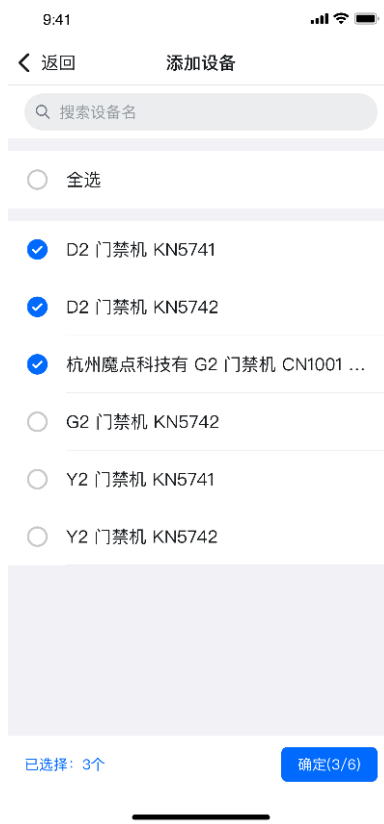 9:41
返回
添加设备
搜索设备名
全选
D2 门禁机 KN5741
D2 门禁机 KN5742
杭州魔点科技有 G2 门禁机 CN1001 ...
G2 门禁机 KN5742
Y2 门禁机 KN5741
Y2 门禁机 KN5742
已选择：3个
确定(3/6)